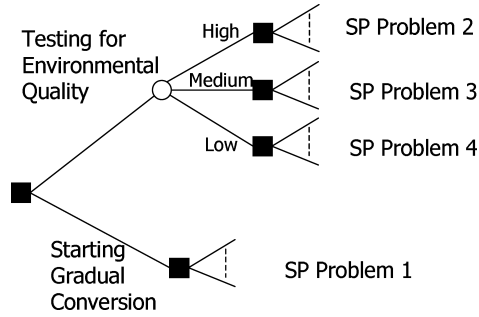 Testing for
Environmental
Quality
High
SP Problem 2
Medium
SP Problem 3
Low
SP Problem 4
Starting
Gradual
Conversion
SP Problem 1